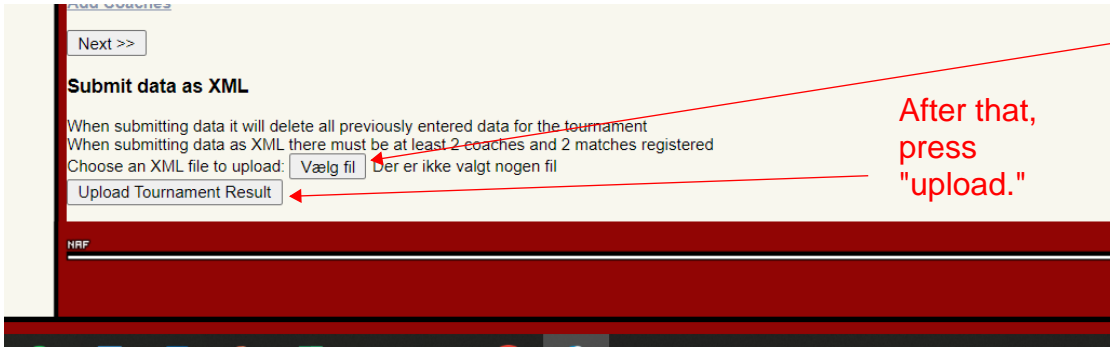 Add Coaches
Next >>
Submit data as XML
When submitting data it will delete all previously entered data for the tournament
When submitting data as XML there must be at least 2 coaches and 2 matches registered
Choose an XML file to upload: Vælg fil Der er ikke valgt nogen fil
Upload Tournament Result
After that,
press
"upload."
NAF